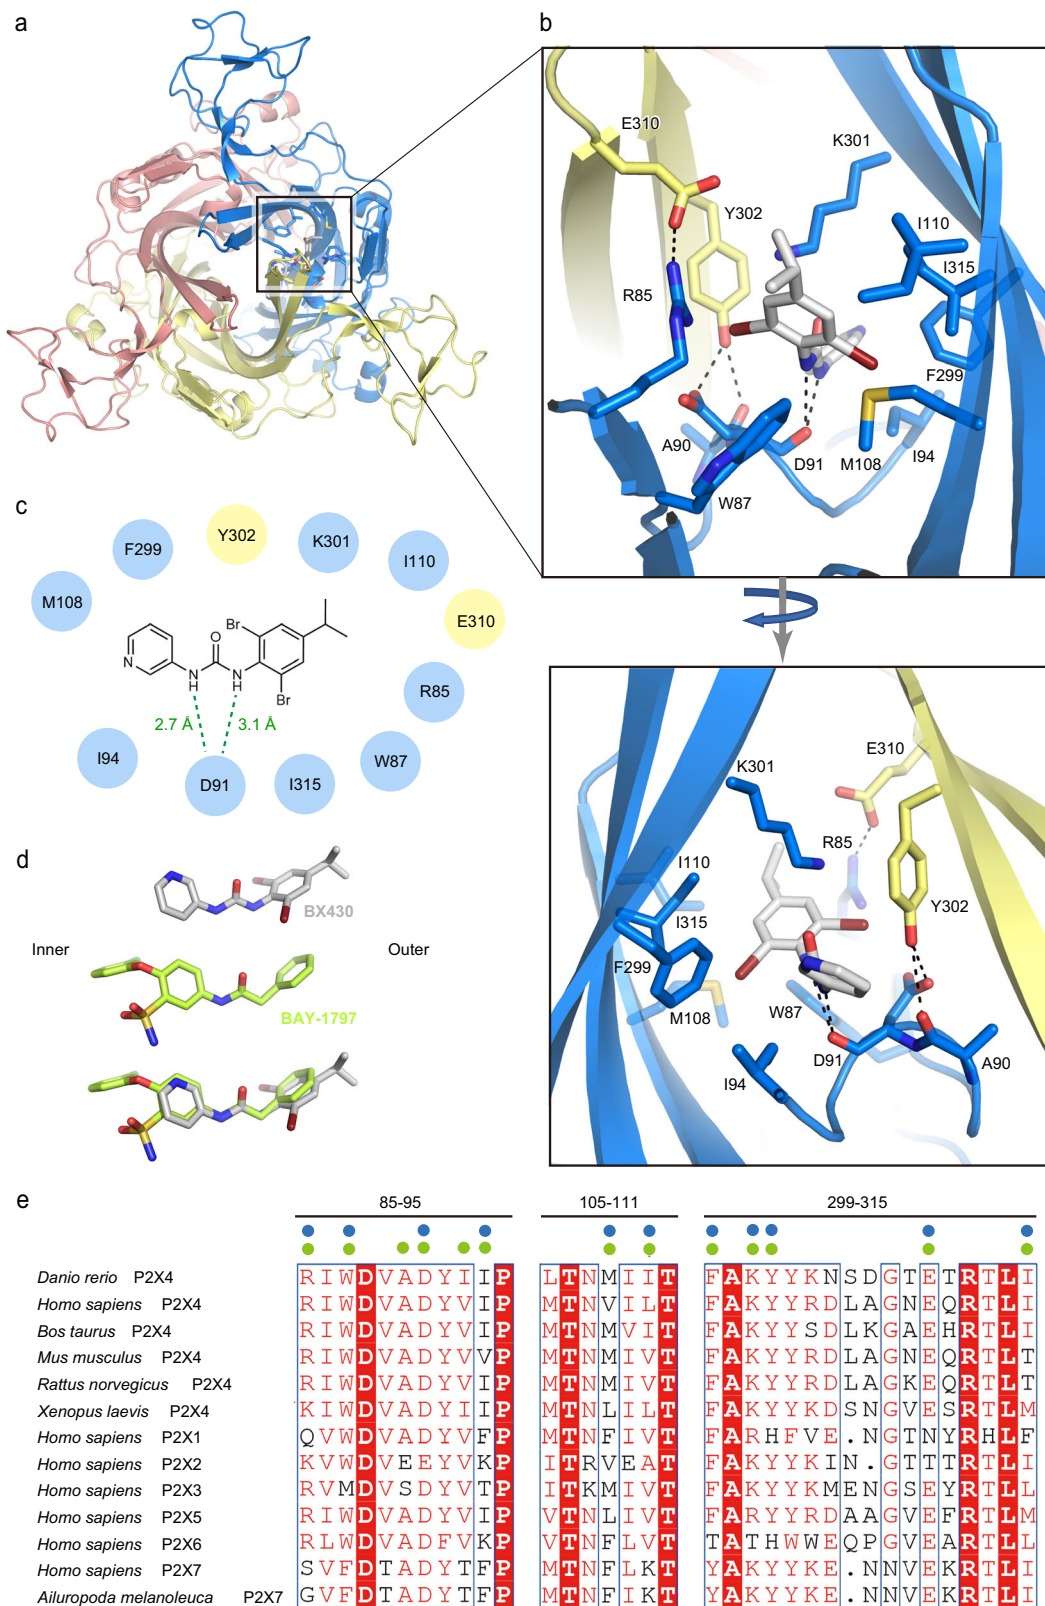 a
b
E310
K301
Y302
I110
I315
R85
F299
A90
D91
M108
I94
W87
c
Y302
K301
F299
I110
M108
E310
Br
O
N
N
H
N
H
Br
R85
2.7 Å
3.1 Å
I94
W87
D91
I315
E310
K301
R85
I110
Y302
I315
F299
M108
W87
D91
A90
I94
d
BX430
Inner
Outer
BAY-1797
e
85-95
105-111
299-315
Danio rerio P2X4 RIWDVADYIIP LTNMIIT FAKYYKNSDGTETRTLI
Homo sapiens P2X4 RIWDVADYVIP MTNVILT FAKYYRDLAGNEQRTLI
Bos taurus P2X4 RIWDVADYVIP MTNMVIT FAKYYSDLKGAEHRTLI
Mus musculus P2X4 RIWDVADYVVP MTNMIVT FAKYYRDLAGNEQRTLT
Rattus norvegicus P2X4 RIWDVADYVIP MTNMIVT FAKYYRDLAGKEQRTLT
Xenopus laevis P2X4 KIWDVADYIIP MTNLILT FAKYYKDSNGVESRTLM
Homo sapiens P2X1 QVWDVADYVFP MTNFIVT FARHFVE.NGTNYRHLF
Homo sapiens P2X2 KVWDVEEYVKP ITRVEAT FAKYYKIN.GTTTRTLI
Homo sapiens P2X3 RVMDVSDYVTP ITKMIVT FAKYYKMENGSEYRTLL
Homo sapiens P2X5 RIWDVADYVIP VTNLIVT FARYYRDAAGVEFRTLM
Homo sapiens P2X6 RLWDVADFVKP MTNFLVT TATHWWEQPGVEARTLL
Homo sapiens P2X7 SVFDTADYTFP MTNFLKT YAKYYKE.NNVEKRTLI
Ailuropoda melanoleuca P2X7 GVFDTADYTFP MTNFIKT YAKYYKE.NNVEKRTLI